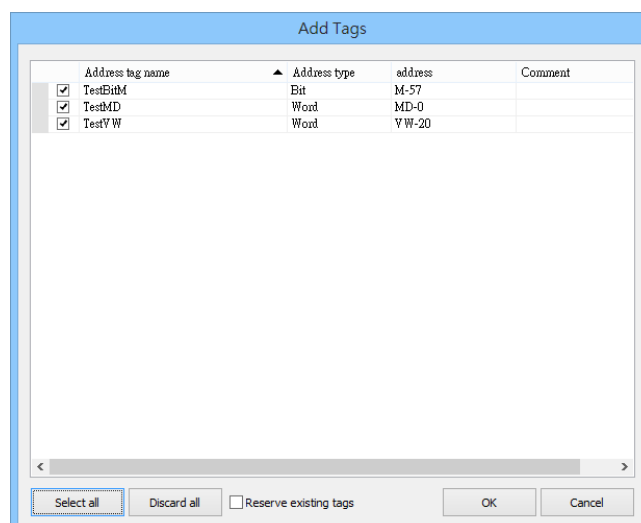 Add Tags
Address tag name Address type address Comment
TestBitM Bit M-57
TestMD Word MD-0
TestVW Word VW-20
Select all Discard all Reserve existing tags OK Cancel